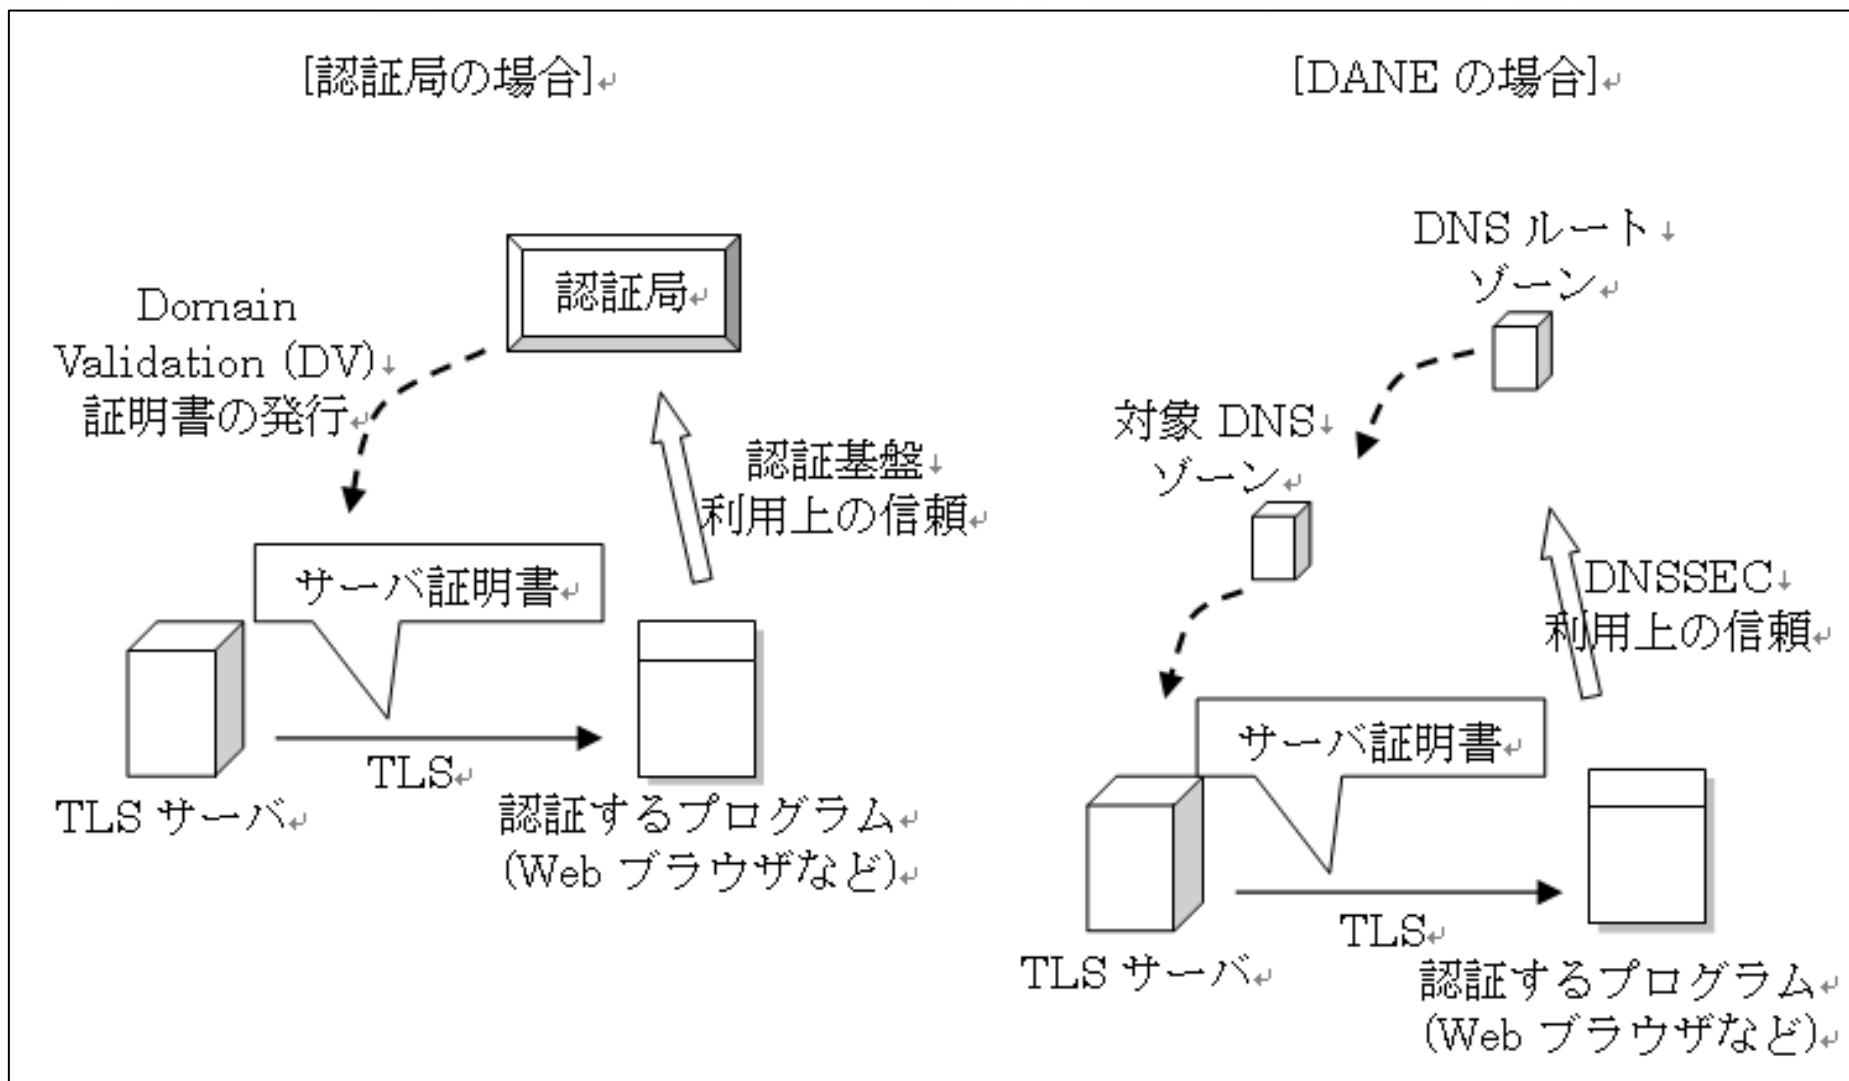 [認証局の場合]
認証局
Domain
Validation (DV)
証明書の発行
認証基盤
利用上の信頼
サーバ証明書
TLS
TLS サーバ
認証するプログラム
(Web ブラウザなど)
[DANE の場合]
DNS ルート
ゾーン
対象 DNS
ゾーン
DNSSEC
利用上の信頼
サーバ証明書
TLS
TLS サーバ
認証するプログラム
(Web ブラウザなど)